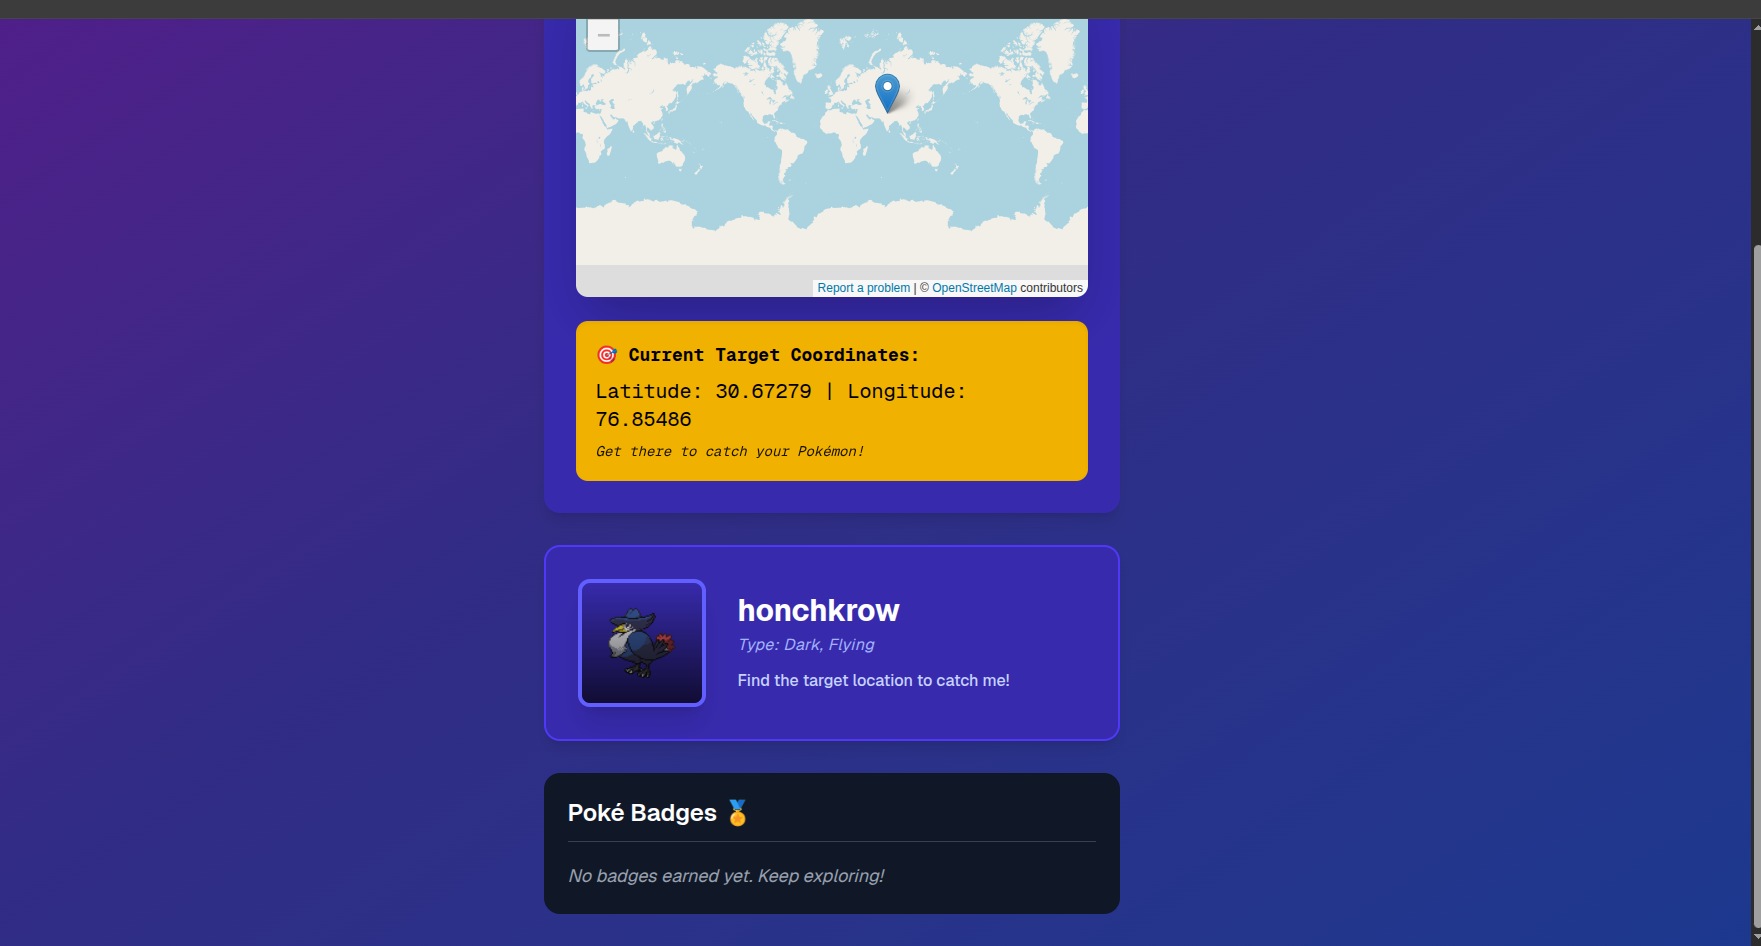 −
Report a problem | © OpenStreetMap contributors
🎯 Current Target Coordinates:
Latitude: 30.67279 | Longitude:
76.85486
Get there to catch your Pokémon!
honchkrow
Type: Dark, Flying
Find the target location to catch me!
Poké Badges 🏅
No badges earned yet. Keep exploring!